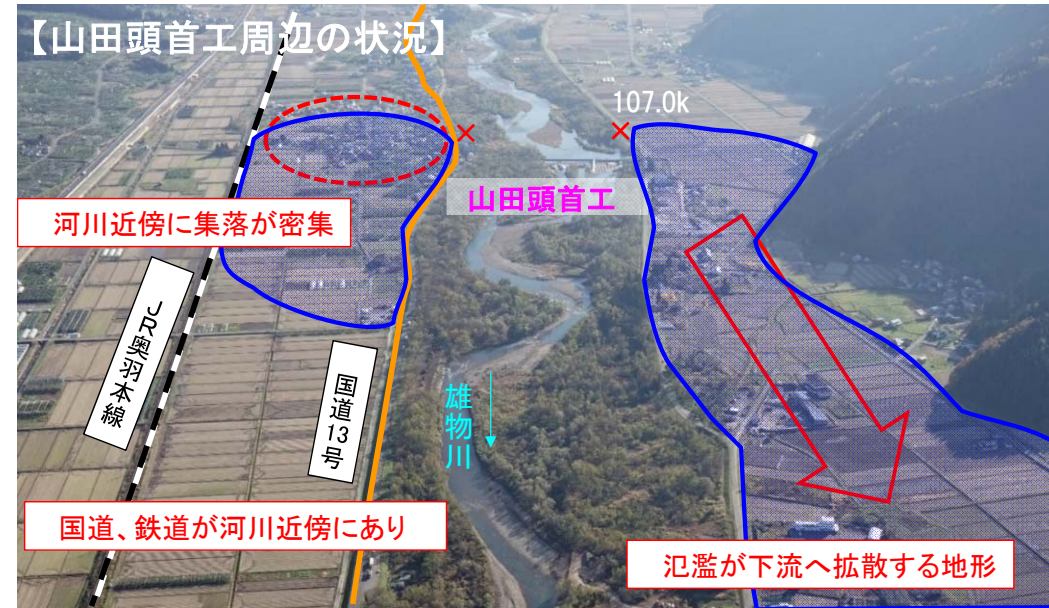 【山田頭首工周辺の状況】
107.0k
山田頭首工
河川近傍に集落が密集
JR奥羽本線
国道13号
雄物川
国道、鉄道が河川近傍にあり
氾濫が下流へ拡散する地形